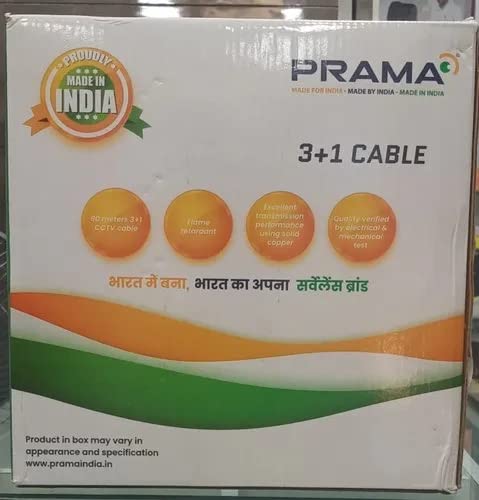 PROUDLY
MADE IN
INDIA
PRAMA
MADE FOR INDIA - MADE BY INDIA - MADE IN INDIA
3+1 CABLE
90 meters 3+1
CCTV cable
Flame
retardant
Excellent
transmission
performance
using solid
copper
Quality verified
by electrical &
mechanical
test
भारत में बना, भारत का अपना सर्वेलेंस ब्रांड
Product in box may vary in
appearance and specification
www.pramaindia.in